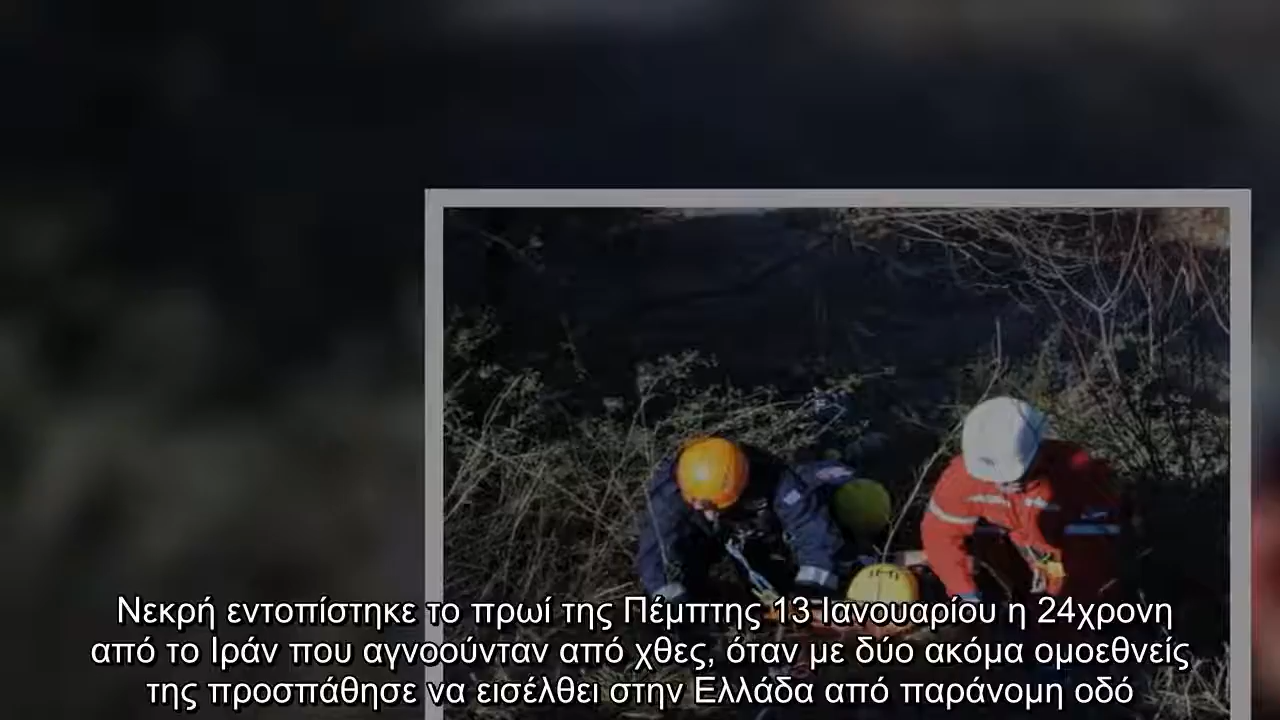 Νεκρή εντοπίστηκε το πρωί της Πέμπτης 13 Ιανουαρίου η 24χρονη
από το Ιράν που αγνοούνταν από χθες, όταν με δύο ακόμα ομοεθνείς
της προσπάθησε να εισέλθει στην Ελλάδα από παράνομη οδό